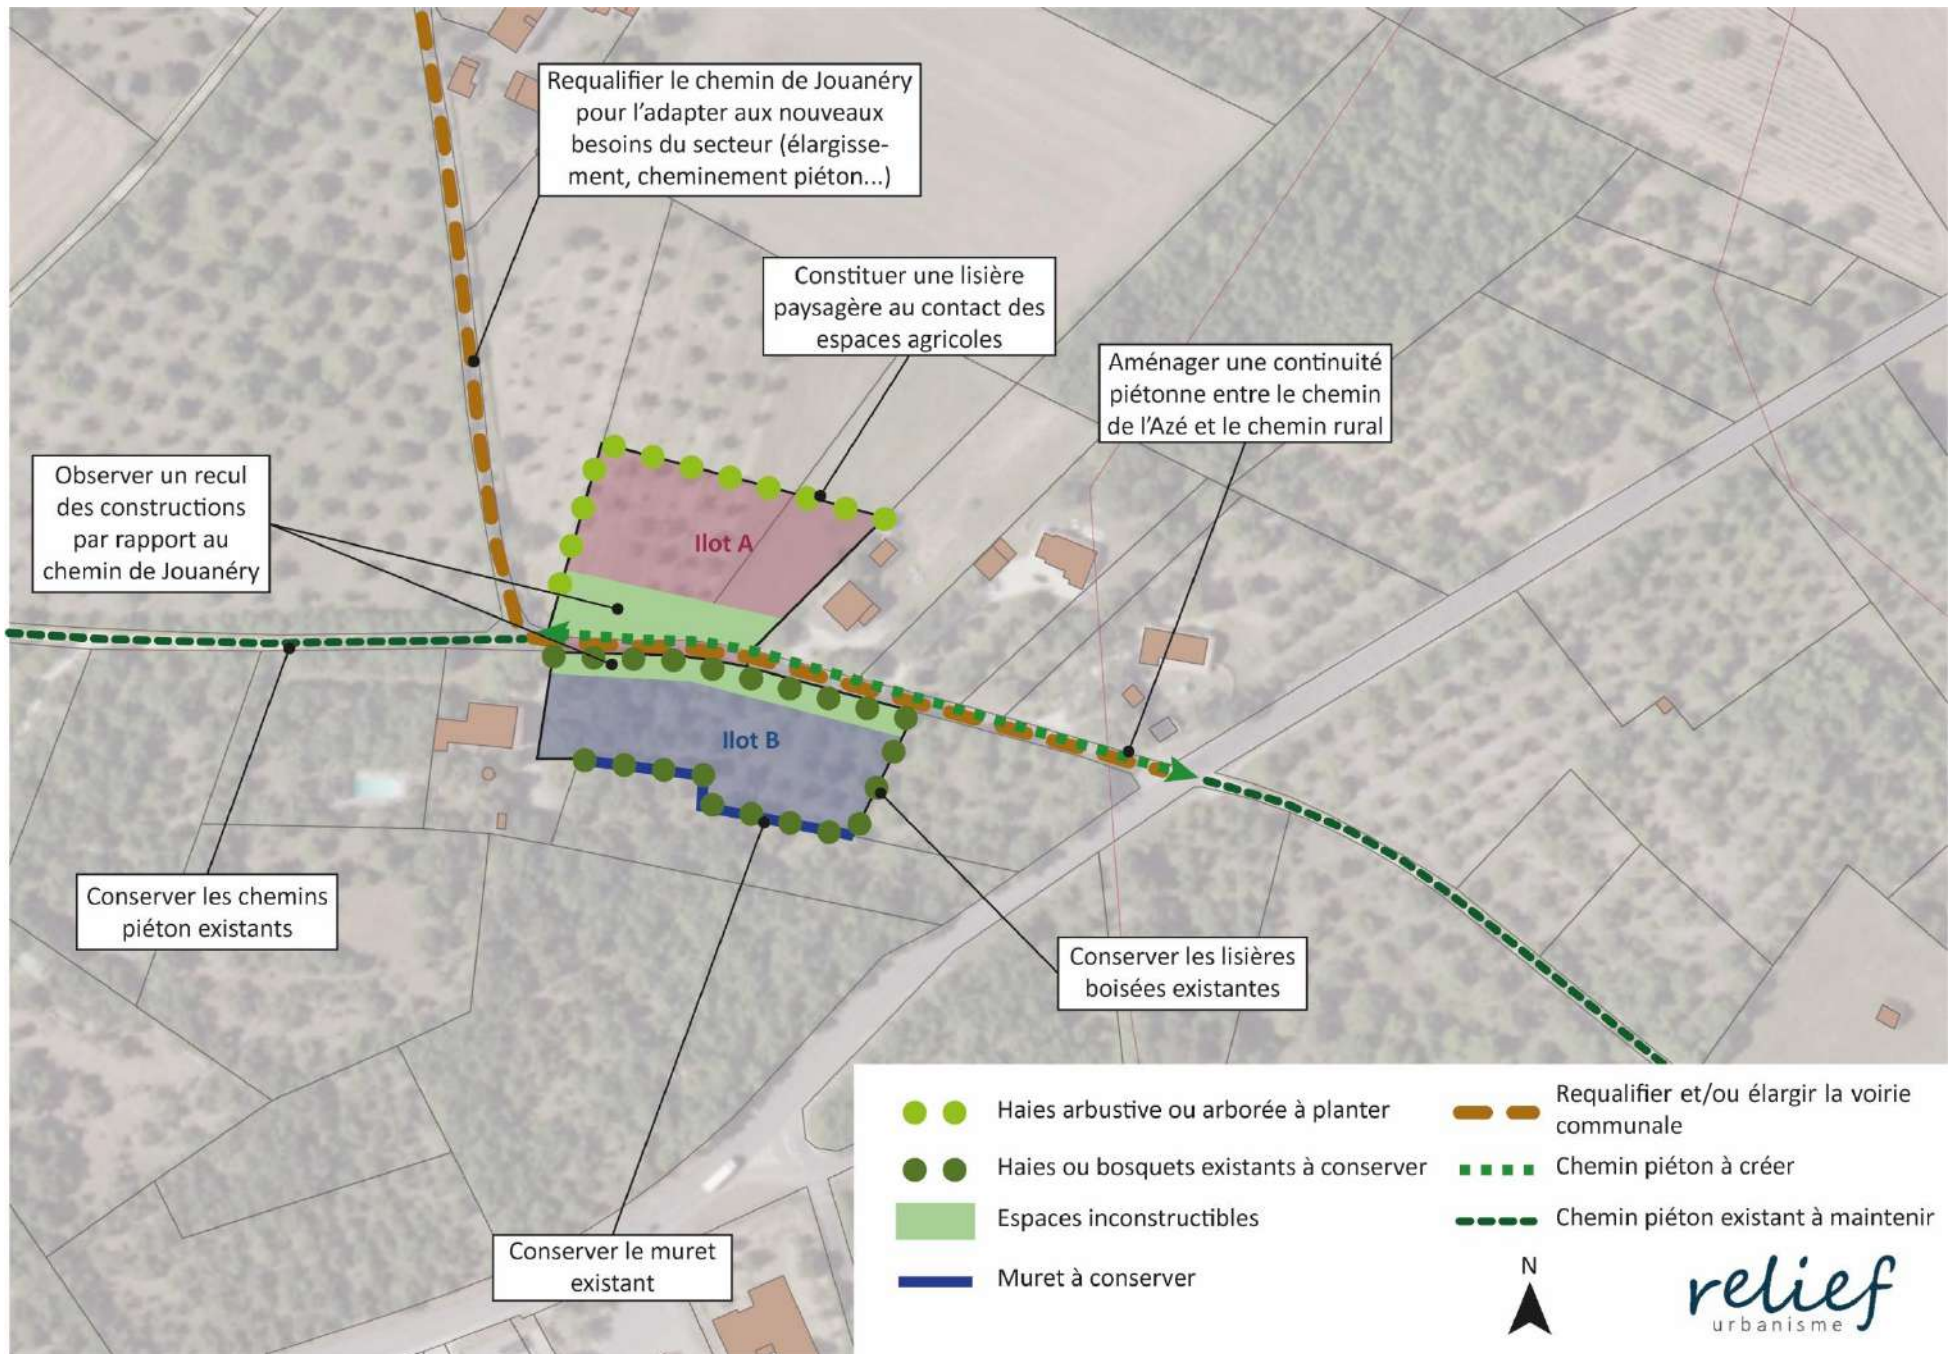 Requalifier le chemin de Jouanéry
pour l'adapter aux nouveaux
besoins du secteur (élargisse-
ment, cheminement piéton...)
Constituer une lisière
paysagère au contact des
espaces agricoles
Aménager une continuité
piétonne entre le chemin
de l'Azé et le chemin rural
Observer un recul
des constructions
par rapport au
chemin de Jouanéry
Ilot A
Ilot B
Conserver les chemins
piéton existants
Conserver les lisières
boisées existantes
Conserver le muret
existant
Haies arbustive ou arborée à planter
Haies ou bosquets existants à conserver
Espaces inconstructibles
Muret à conserver
Requalifier et/ou élargir la voirie
communale
Chemin piéton à créer
Chemin piéton existant à maintenir
N
relief
urbanisme